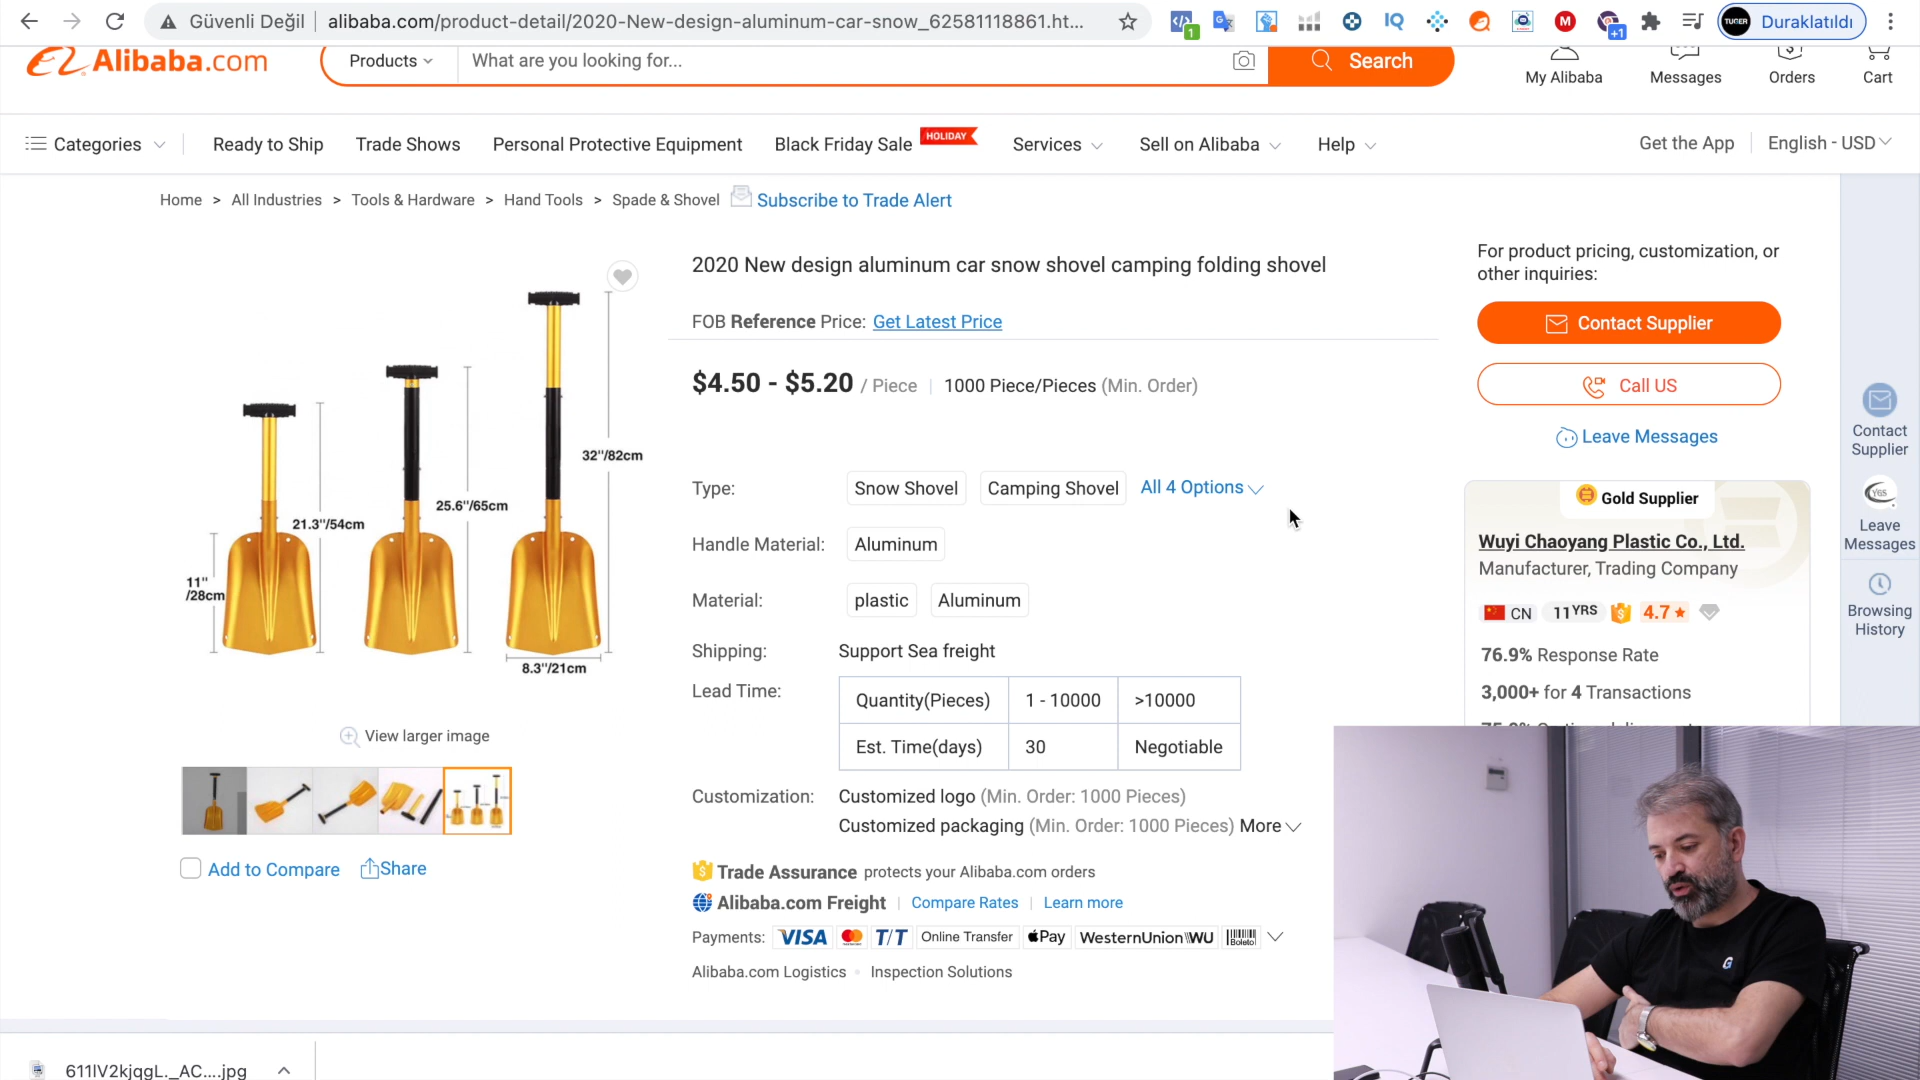 Güvenli Değil
alibaba.com/product-detail/2020-New-design-aluminum-car-snow_62581118861.ht...
1
IQ
M
+1
TUNER
Duraklatıldı
Alibaba.com
Products
What are you looking for...
Search
My Alibaba
Messages
Orders
Cart
Categories
Ready to Ship
Trade Shows
Personal Protective Equipment
Black Friday Sale
HOLIDAY
Services
Sell on Alibaba
Help
Get the App
English - USD
Home > All Industries > Tools & Hardware > Hand Tools > Spade & Shovel
Subscribe to Trade Alert
2020 New design aluminum car snow shovel camping folding shovel
FOB Reference Price: Get Latest Price
$4.50 - $5.20 / Piece | 1000 Piece/Pieces (Min. Order)
32"/82cm
25.6"/65cm
21.3"/54cm
11"
/28cm
8.3"/21cm
View larger image
Add to Compare
Share
Type: Snow Shovel Camping Shovel All 4 Options
Handle Material: Aluminum
Material: plastic Aluminum
Shipping: Support Sea freight
Lead Time:
Quantity(Pieces) 1 - 10000 >10000
Est. Time(days) 30 Negotiable
Customization: Customized logo (Min. Order: 1000 Pieces)
Customized packaging (Min. Order: 1000 Pieces) More
Trade Assurance protects your Alibaba.com orders
Alibaba.com Freight | Compare Rates | Learn more
Payments: VISA T/T Online Transfer Pay WesternUnion WU Boleto
Alibaba.com Logistics Inspection Solutions
For product pricing, customization, or
other inquiries:
Contact Supplier
Call US
Leave Messages
Gold Supplier
Wuyi Chaoyang Plastic Co., Ltd.
Manufacturer, Trading Company
CN 11YRS 4.7
76.9% Response Rate
3,000+ for 4 Transactions
Contact
Supplier
Leave
Messages
Browsing
History
611lV2kjqgL._AC....jpg